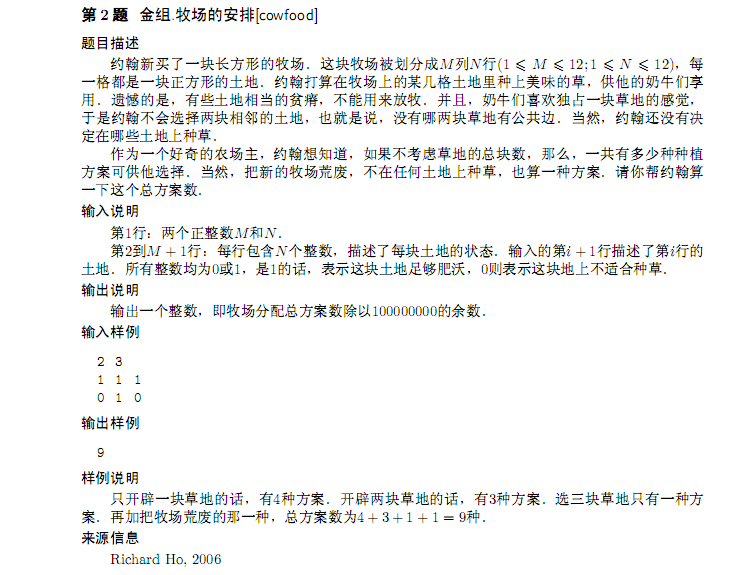 第 2 题 金组.牧场的安排[cowfood]
题目描述
约翰新买了一块长方形的牧场．这块牧场被划分成M列N行(1 ⩽ M ⩽ 12; 1 ⩽ N ⩽ 12)，每
一格都是一块正方形的土地．约翰打算在牧场上的某几格土地里种上美味的草，供他的奶牛们享
用．遗憾的是，有些土地相当的贫瘠，不能用来放牧．并且，奶牛们喜欢独占一块草地的感觉，
于是约翰不会选择两块相邻的土地，也就是说，没有哪两块草地有公共边．当然，约翰还没有决
定在哪些土地上种草．
作为一个好奇的农场主，约翰想知道，如果不考虑草地的总块数，那么，一共有多少种种植
方案可供他选择．当然，把新的牧场荒废，不在任何土地上种草，也算一种方案．请你帮约翰算
一下这个总方案数．
输入说明
第1行：两个正整数M和N．
第2到M + 1行：每行包含N个整数，描述了每块土地的状态．输入的第i + 1行描述了第i行的
土地．所有整数均为0或1，是1的话，表示这块土地足够肥沃，0则表示这块地上不适合种草．
输出说明
输出一个整数，即牧场分配总方案数除以100000000的余数．
输入样例
2 3
1 1 1
0 1 0
输出样例
9
样例说明
只开辟一块草地的话，有4种方案．开辟两块草地的话，有3种方案．选三块草地只有一种方
案．再加把牧场荒废的那一种，总方案数为4 + 3 + 1 + 1 = 9种．
来源信息
Richard Ho, 2006